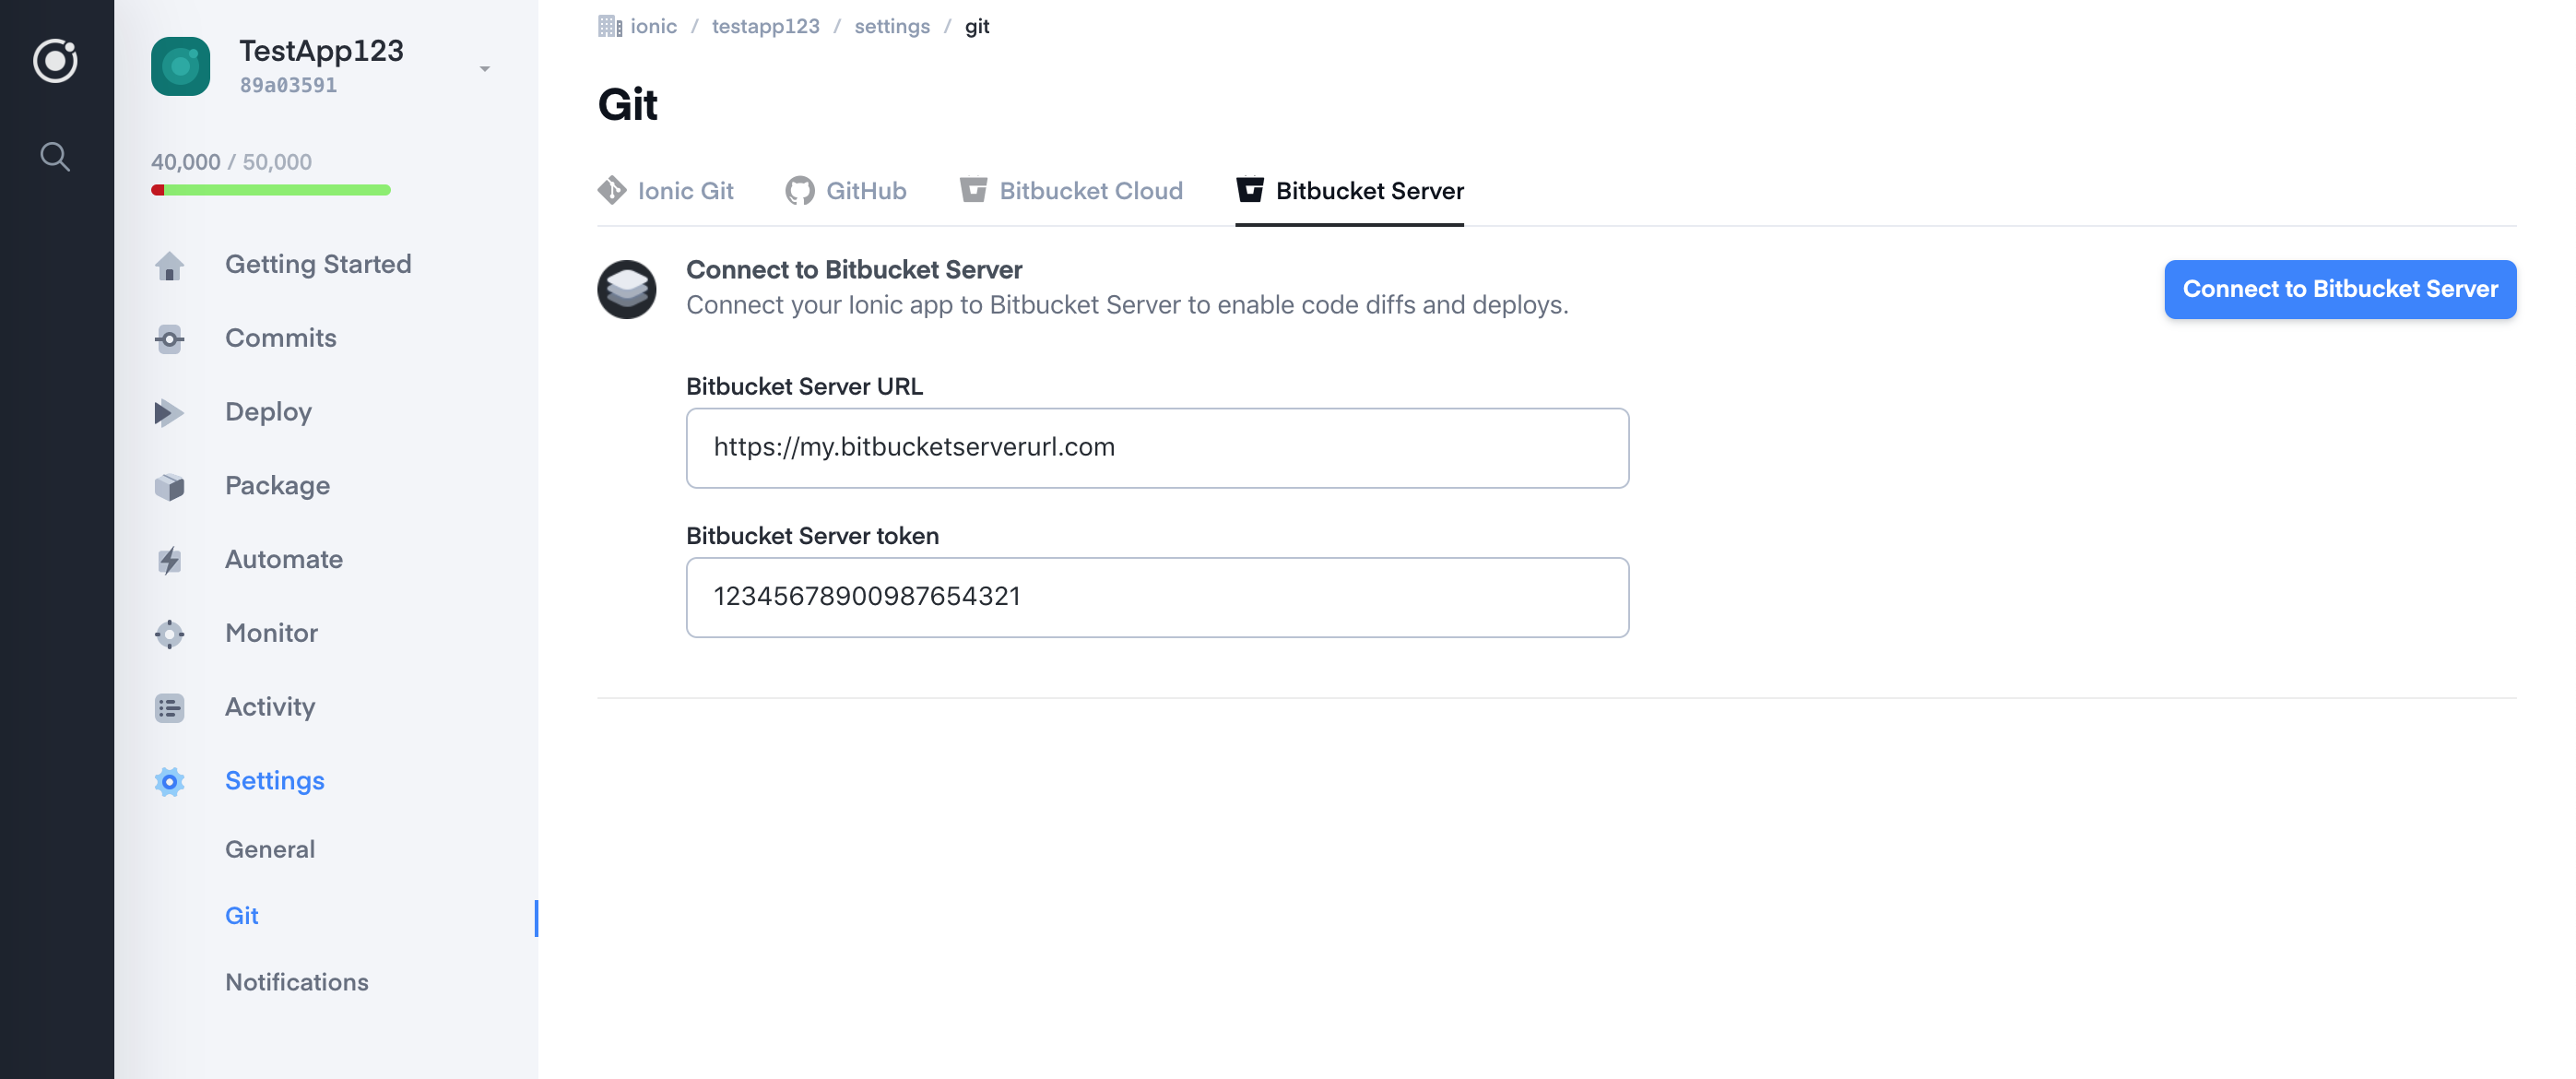 TestApp123
89a03591
40,000 / 50,000
Getting Started
Commits
Deploy
Package
Automate
Monitor
Activity
Settings
General
Git
Notifications
ionic / testapp123 / settings / git
Git
Ionic Git GitHub Bitbucket Cloud Bitbucket Server
Connect to Bitbucket Server
Connect your Ionic app to Bitbucket Server to enable code diffs and deploys.
Connect to Bitbucket Server
Bitbucket Server URL
https://my.bitbucketserverurl.com
Bitbucket Server token
12345678900987654321